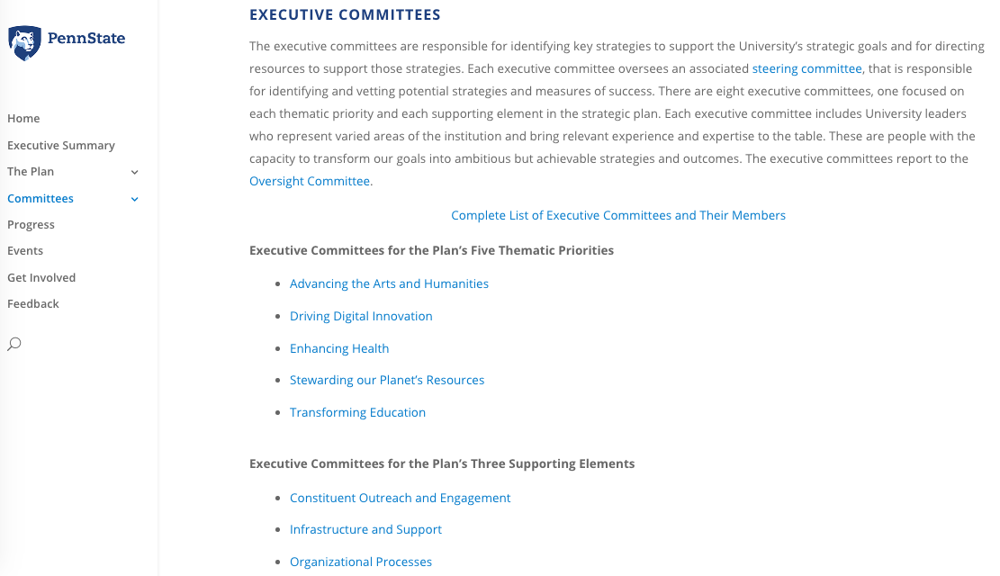 PennState
Home
Executive Summary
The Plan
Committees
Progress
Events
Get Involved
Feedback
EXECUTIVE COMMITTEES
The executive committees are responsible for identifying key strategies to support the University’s strategic goals and for directing
resources to support those strategies. Each executive committee oversees an associated steering committee, that is responsible
for identifying and vetting potential strategies and measures of success. There are eight executive committees, one focused on
each thematic priority and each supporting element in the strategic plan. Each executive committee includes University leaders
who represent varied areas of the institution and bring relevant experience and expertise to the table. These are people with the
capacity to transform our goals into ambitious but achievable strategies and outcomes. The executive committees report to the
Oversight Committee.
Complete List of Executive Committees and Their Members
Executive Committees for the Plan’s Five Thematic Priorities
Advancing the Arts and Humanities
Driving Digital Innovation
Enhancing Health
Stewarding our Planet’s Resources
Transforming Education
Executive Committees for the Plan’s Three Supporting Elements
Constituent Outreach and Engagement
Infrastructure and Support
Organizational Processes